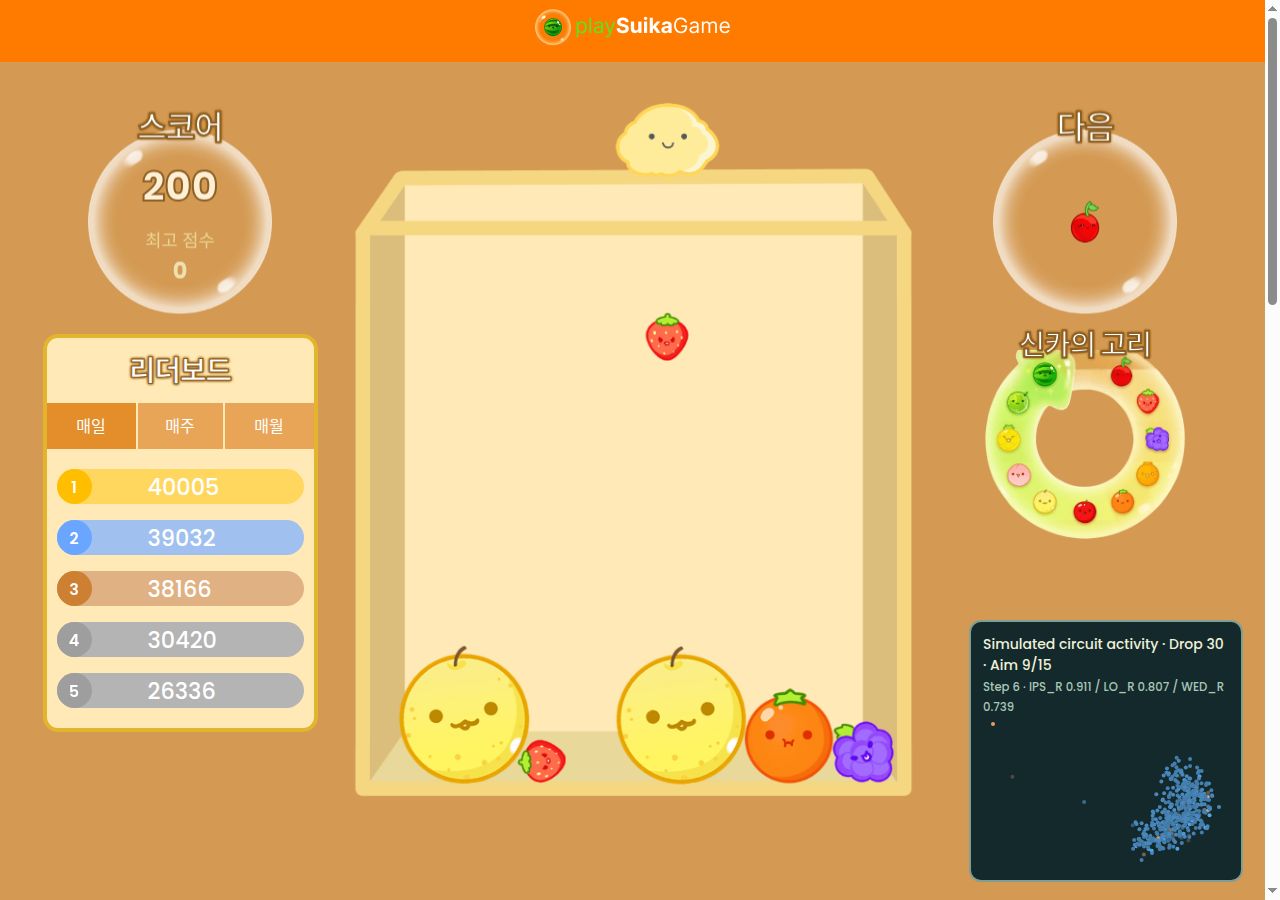 playSuikaGame
스코어
200
최고 점수
0
리더보드
매일 매주 매월
1 40005
2 39032
3 38166
4 30420
5 26336
다음
신카의 고리
Simulated circuit activity · Drop 30
· Aim 9/15
Step 6 · IPS_R 0.911 / LO_R 0.807 / WED_R
0.739